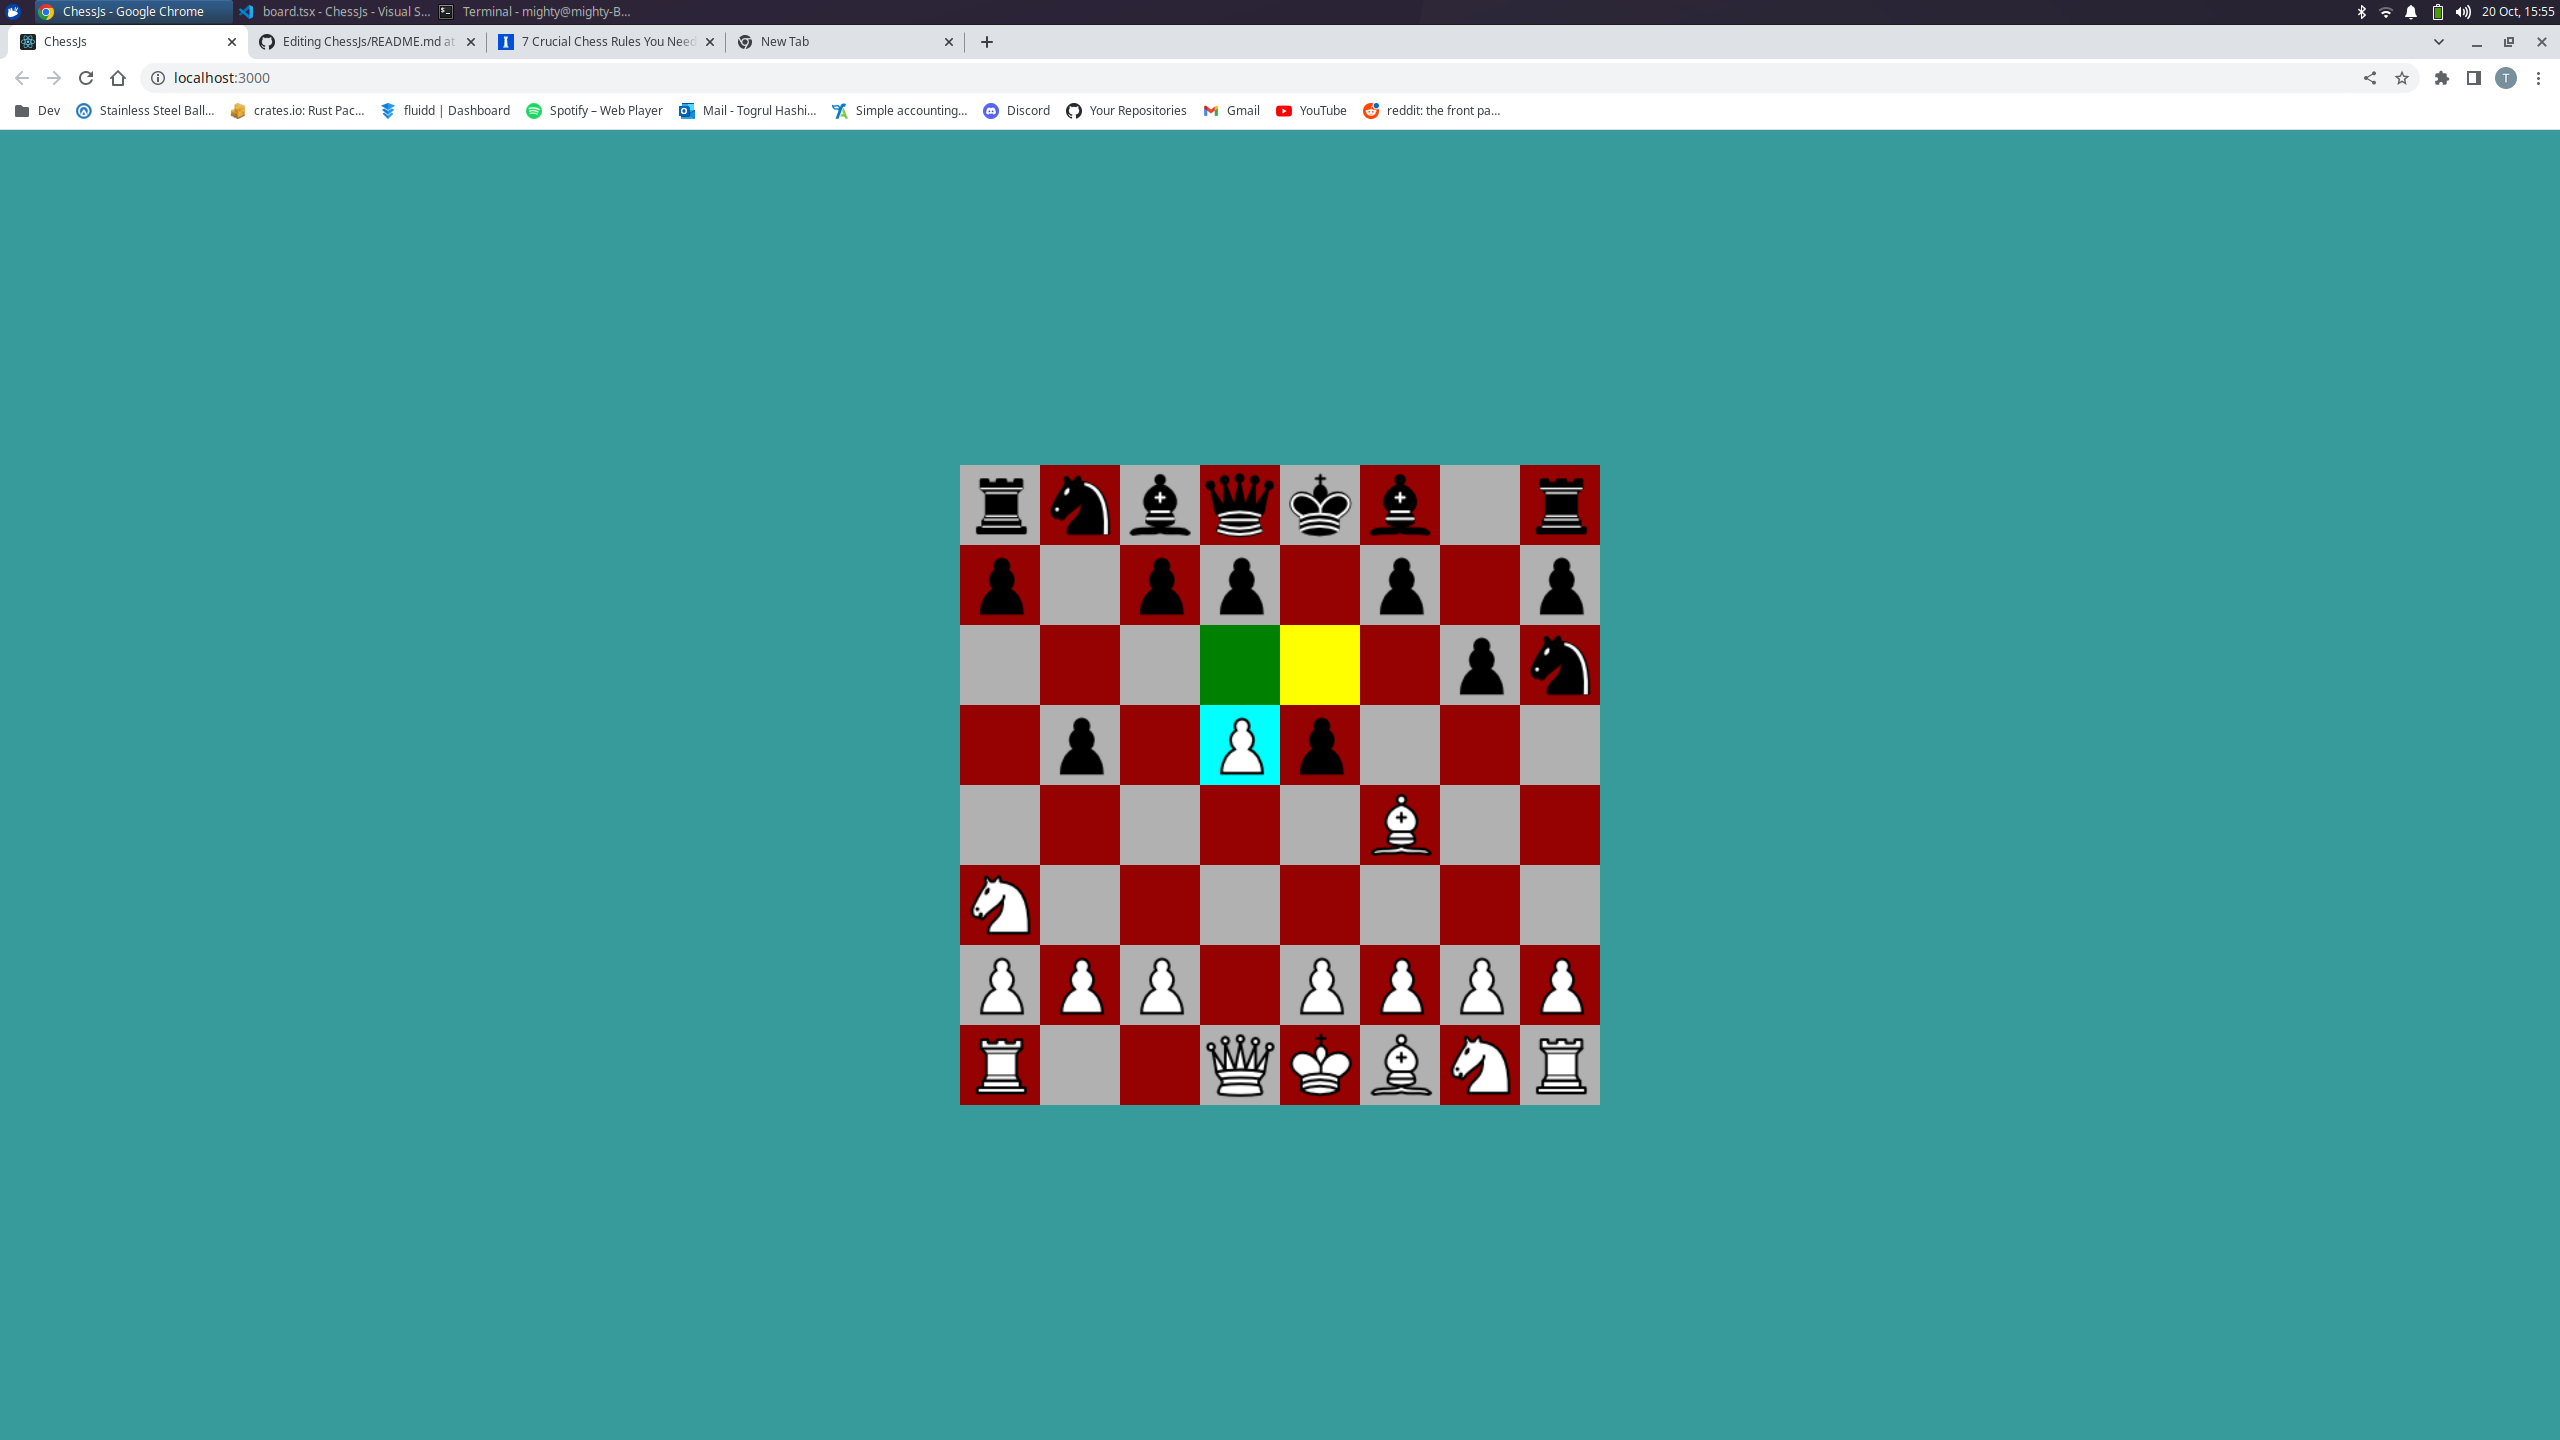 ChessJs - Google Chrome
board.tsx - ChessJs - Visual S...
Terminal - mighty@mighty-B...
20 Oct, 15:55
ChessJs
Editing ChessJs/README.md at
7 Crucial Chess Rules You Need
New Tab
localhost:3000
T
Dev
Stainless Steel Ball...
crates.io: Rust Pac...
fluidd | Dashboard
Spotify – Web Player
Mail - Togrul Hashi...
Simple accounting...
Discord
Your Repositories
Gmail
YouTube
reddit: the front pa...